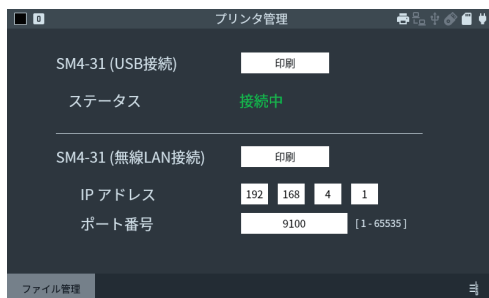 0 プリンタ管理
SM4-31 (USB接続) 印刷
ステータス 接続中
SM4-31 (無線LAN接続) 印刷
IP アドレス 192 168 4 1
ポート番号 9100 [ 1 - 65535 ]
ファイル管理